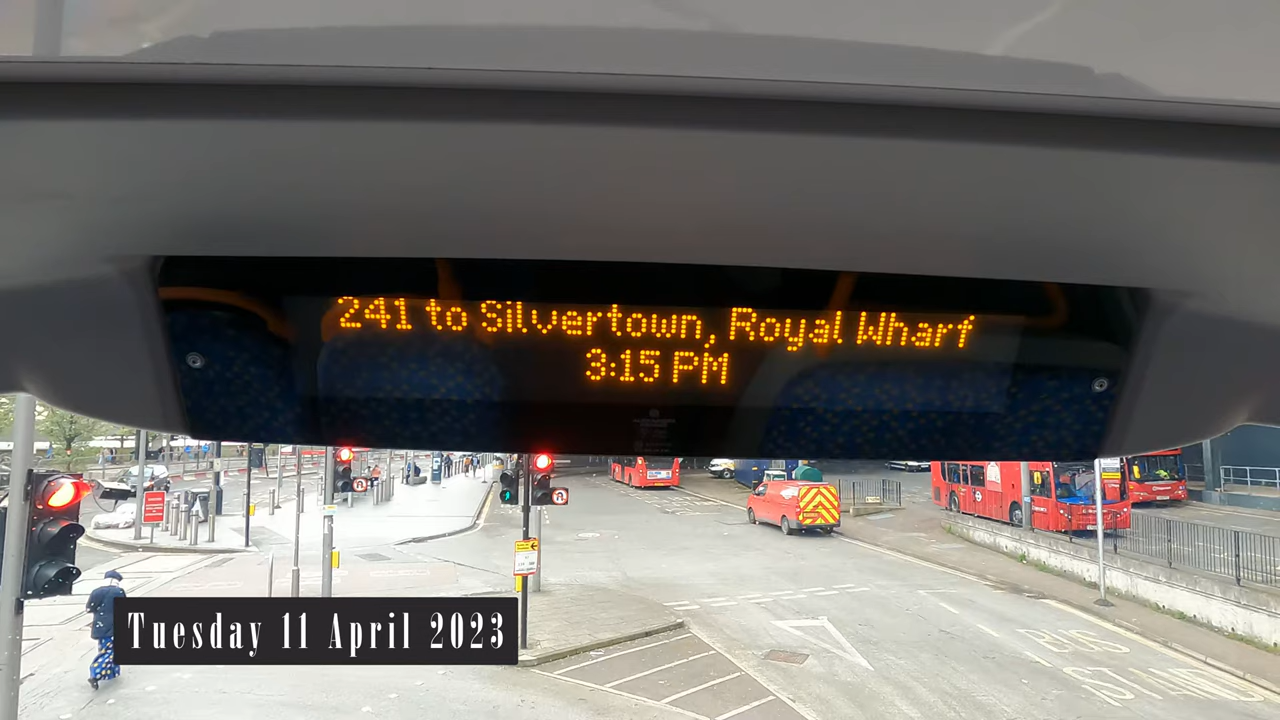 241 to Silvertown, Royal Wharf
3:15 PM
Tuesday 11 April 2023
BUS
STAND